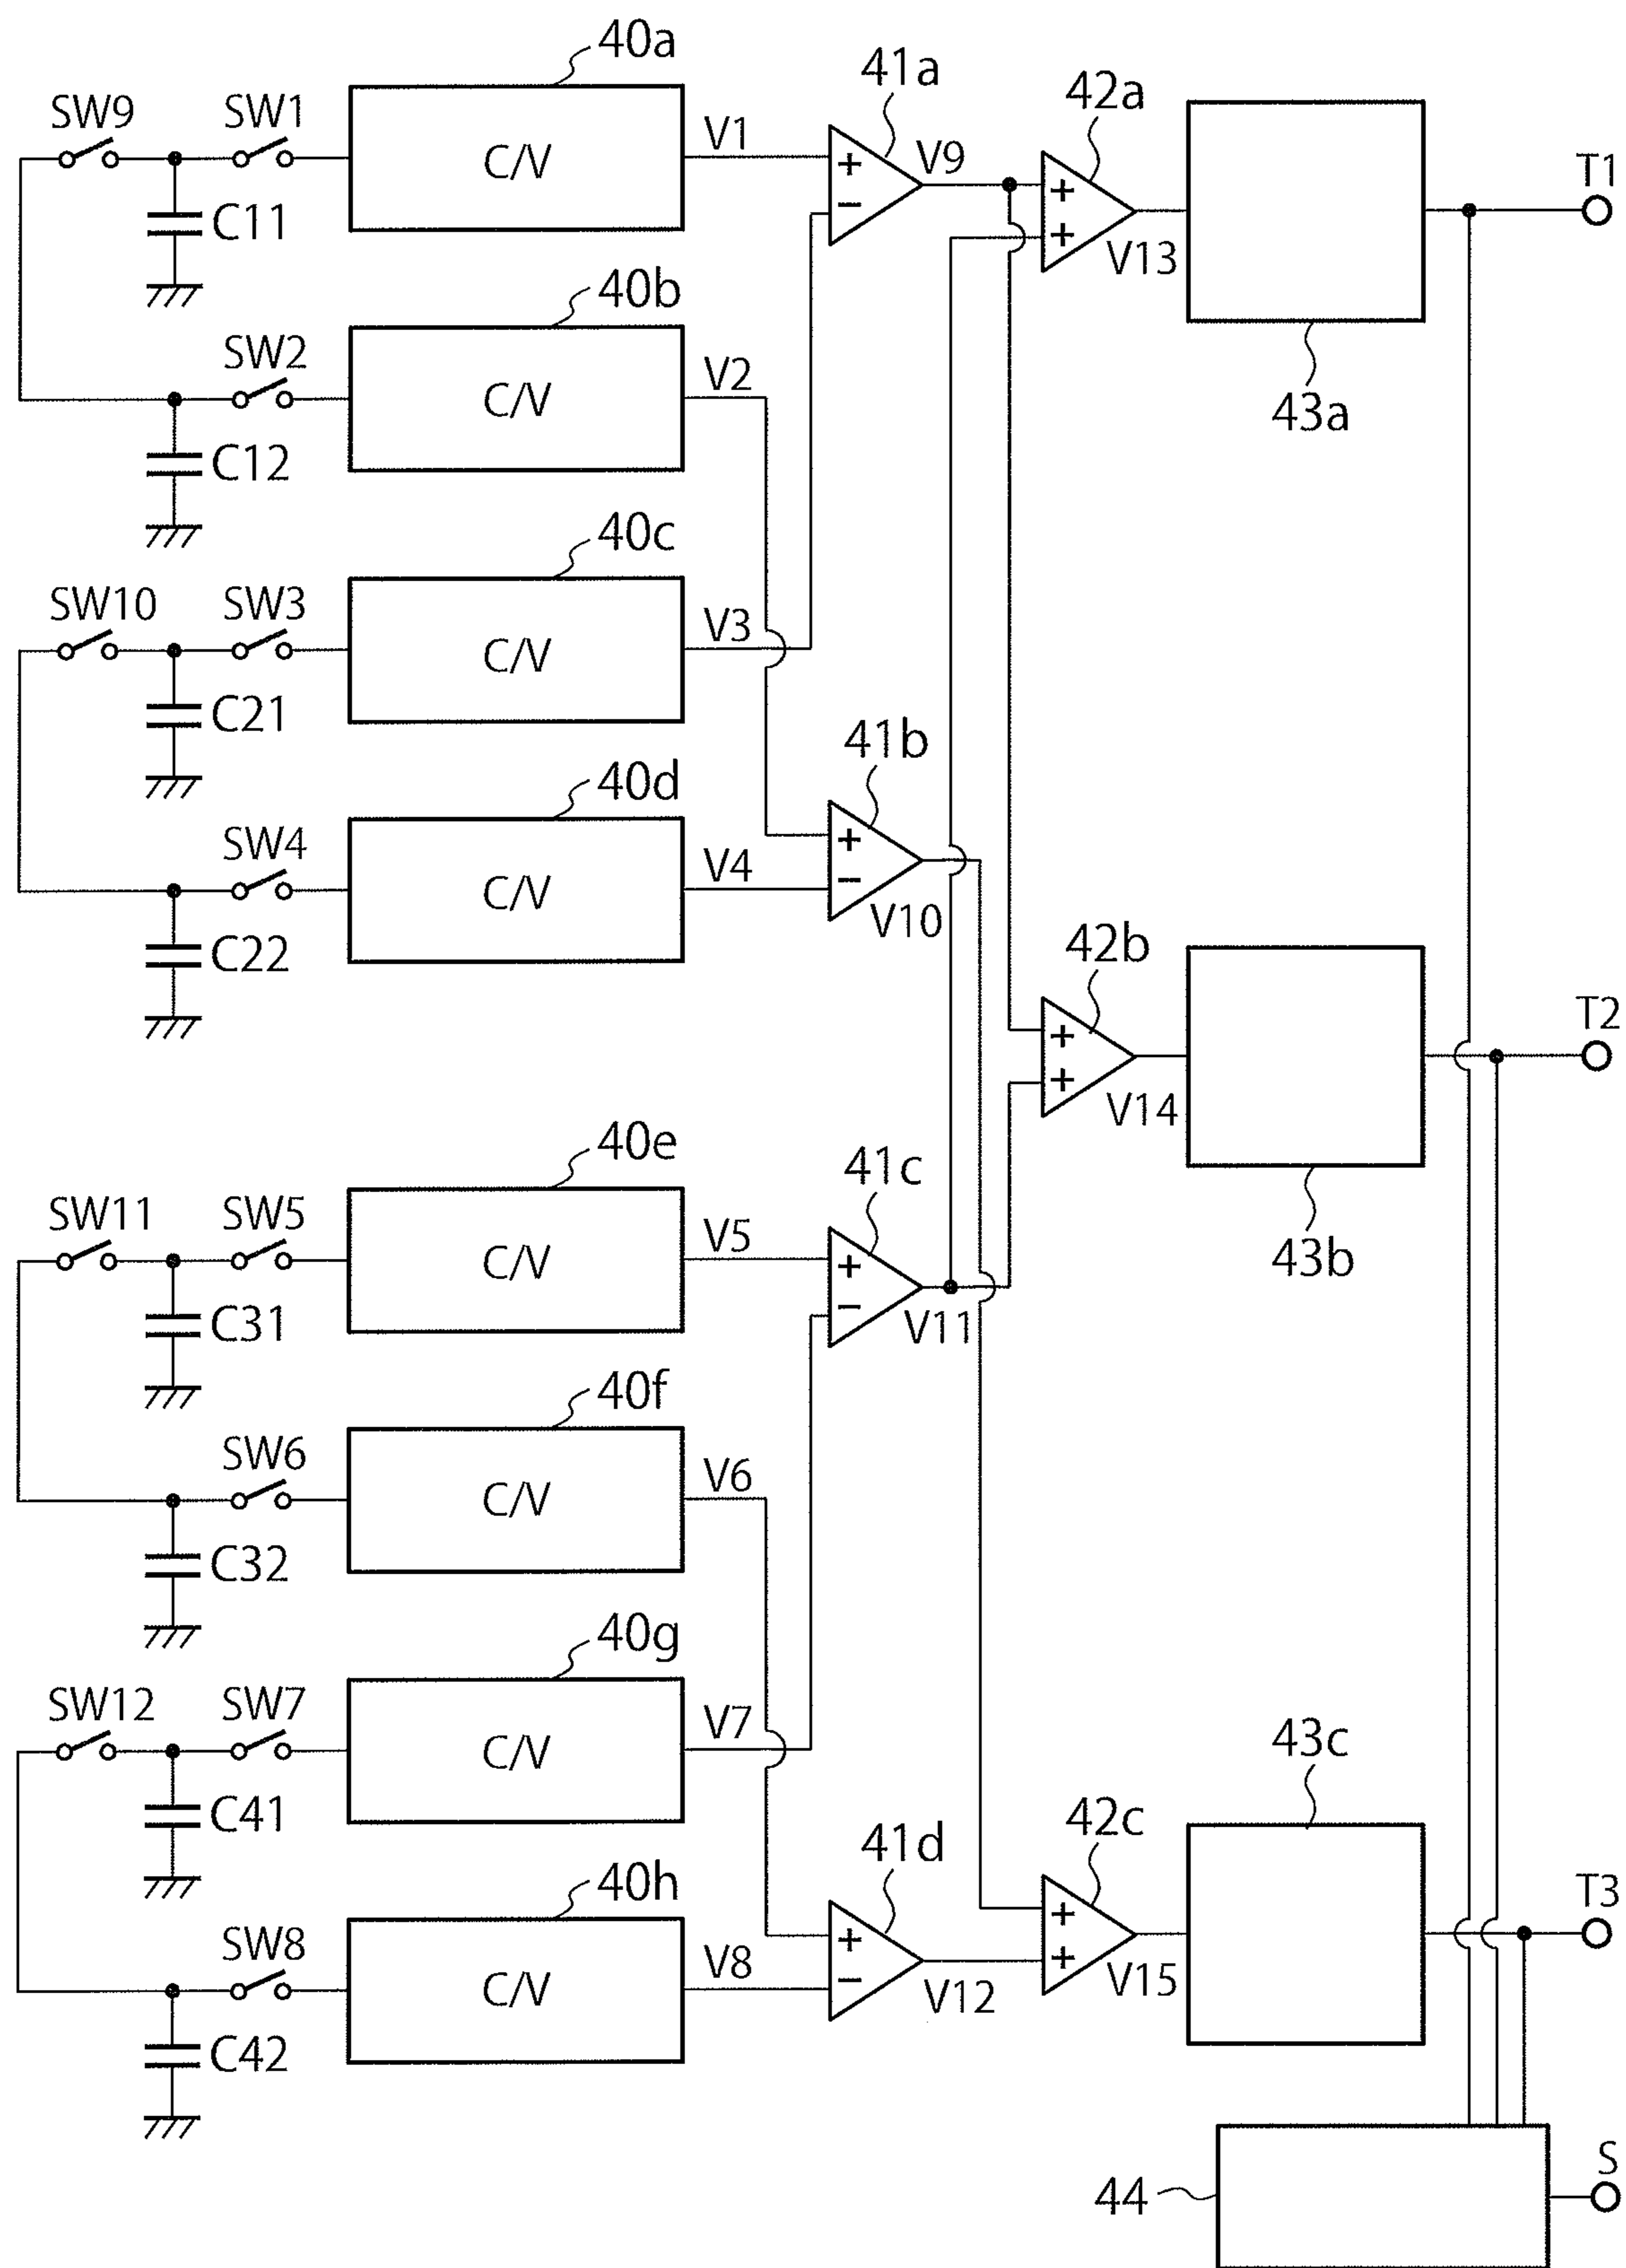 40a
41a
42a
SW9
SW1
V1
C/V
+
−
V9
+
+
T1
C11
V13
40b
SW2
V2
C/V
43a
C12
40c
SW10
SW3
V3
C/V
C21
41b
40d
SW4
V4
C/V
+
−
V10
42b
C22
+
+
T2
V14
40e
41c
SW11
SW5
V5
C/V
+
−
43b
C31
V11
40f
SW6
V6
C/V
C32
40g
SW12
SW7
V7
C/V
43c
C41
41d
42c
40h
T3
SW8
V8
C/V
+
−
+
+
V12
V15
C42
44
S